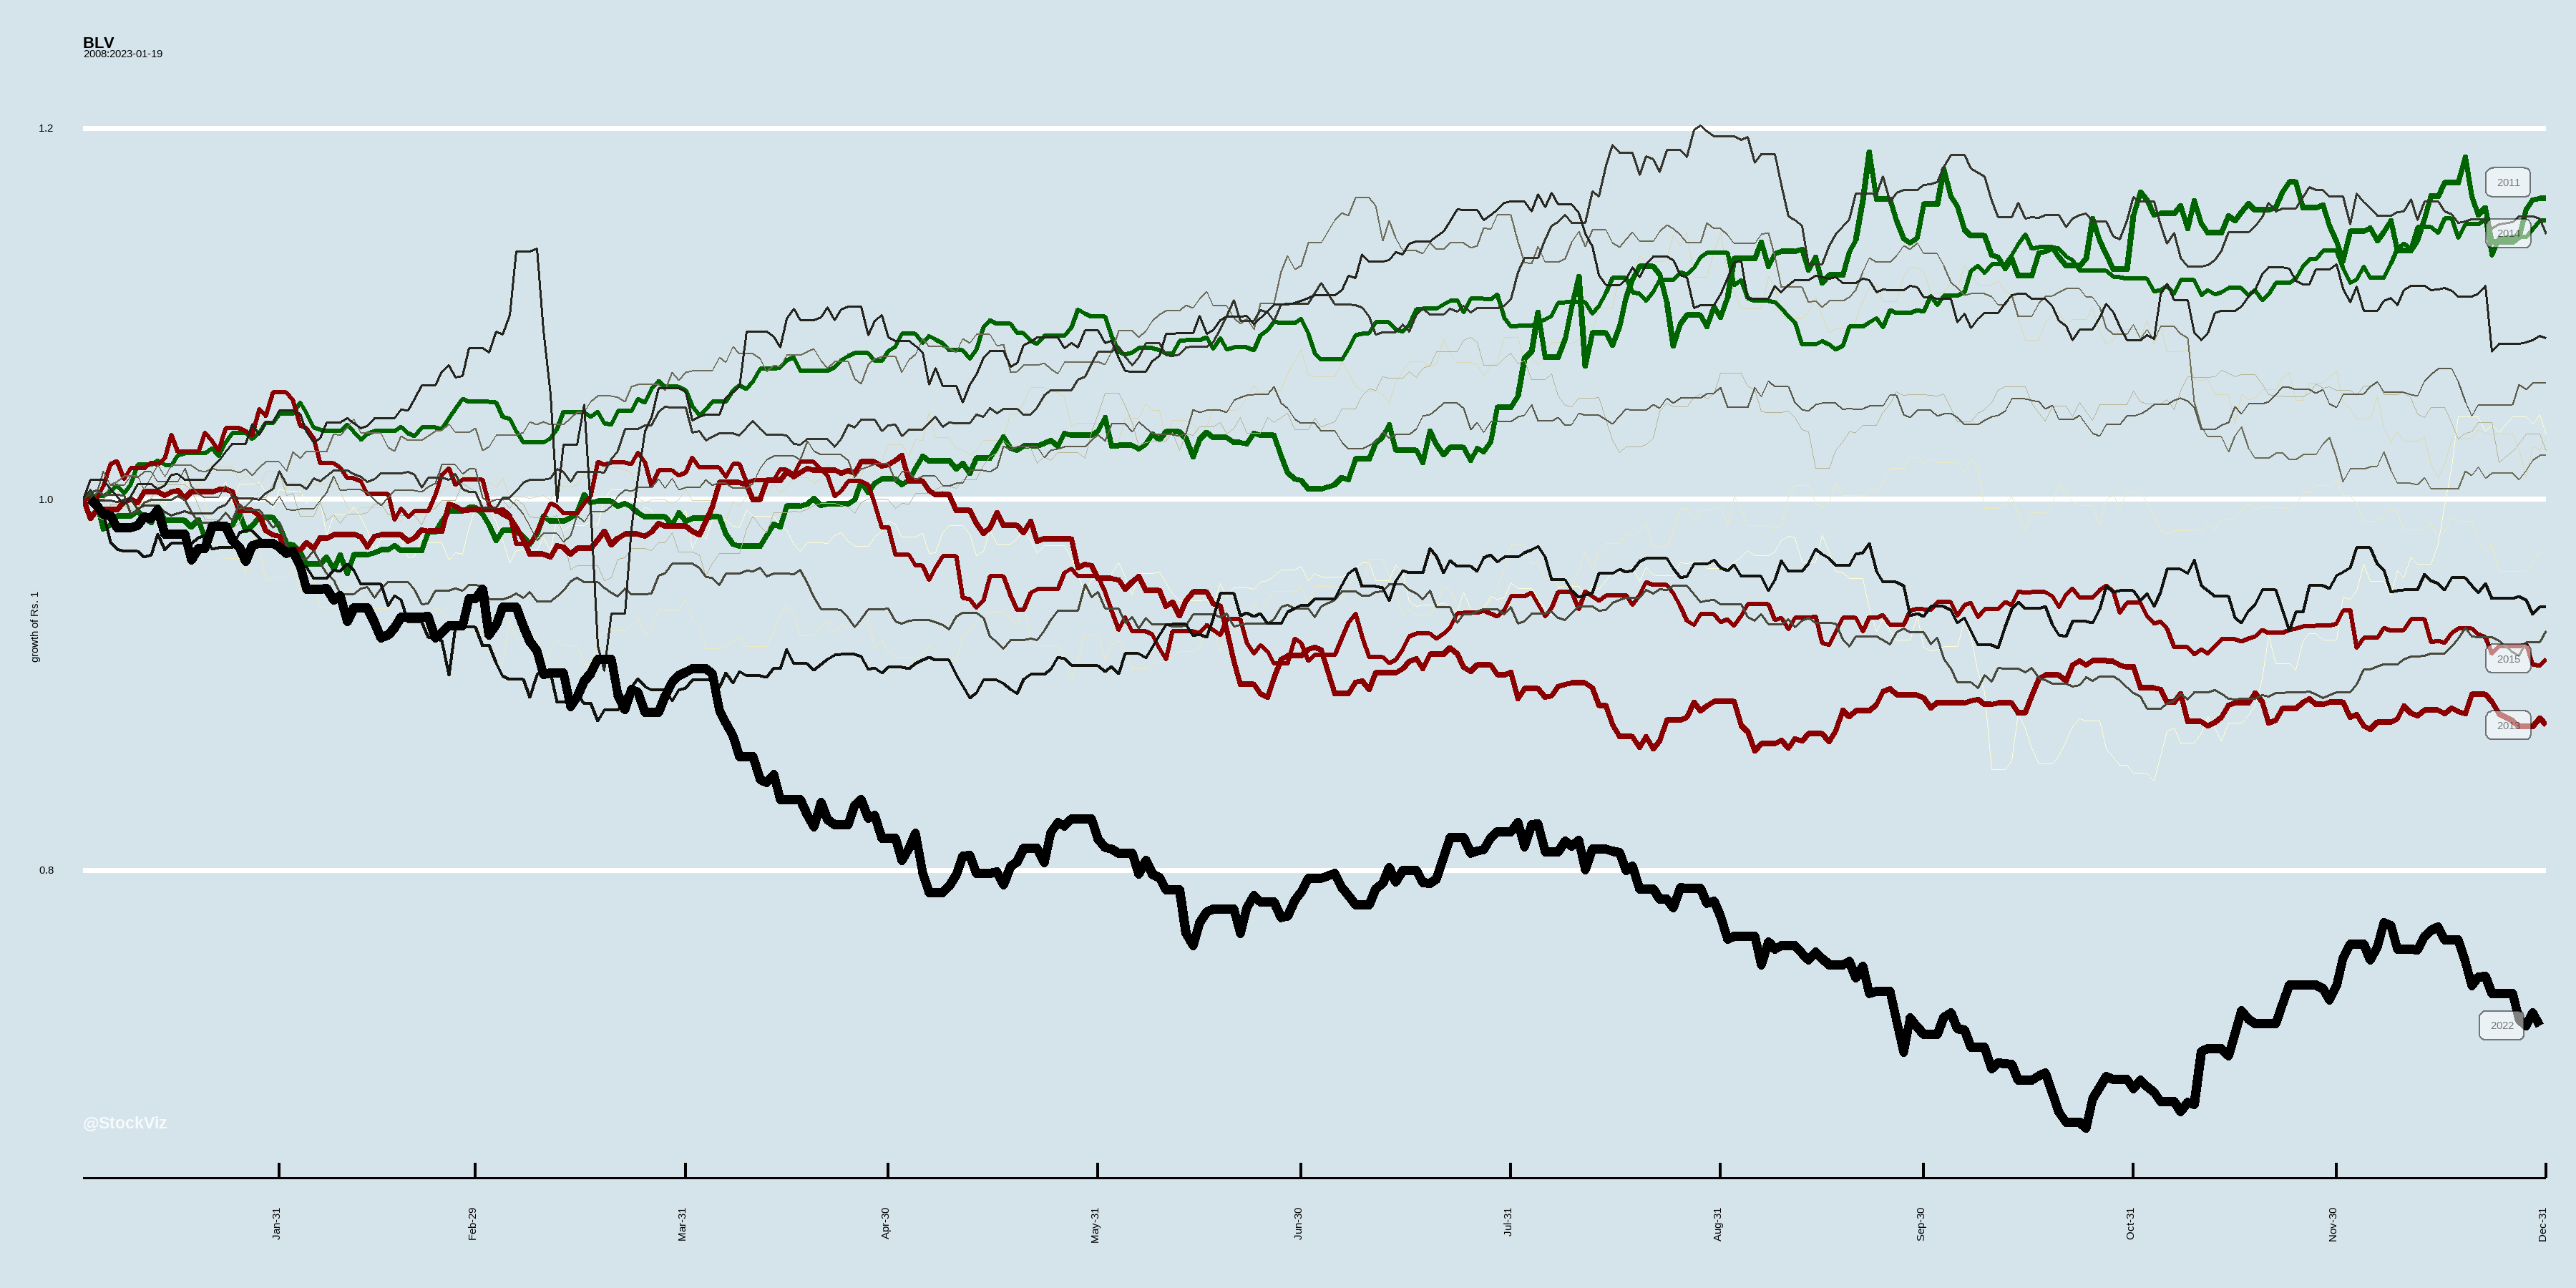 BLV
2008:2023-01-19
1.2
1.0
0.8
growth of Rs. 1
2011
2014
2015
2013
2022
@StockViz
Jan-31
Feb-29
Mar-31
Apr-30
May-31
Jun-30
Jul-31
Aug-31
Sep-30
Oct-31
Nov-30
Dec-31